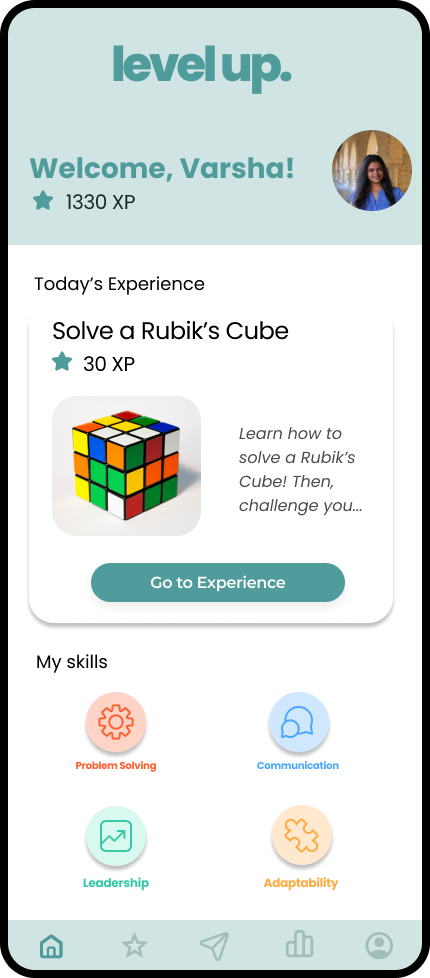 level up.
Welcome, Varsha!
1330 XP
Today’s Experience
Solve a Rubik’s Cube
30 XP
Learn how to
solve a Rubik’s
Cube! Then,
challenge you...
Go to Experience
My skills
Problem Solving
Communication
Leadership
Adaptability